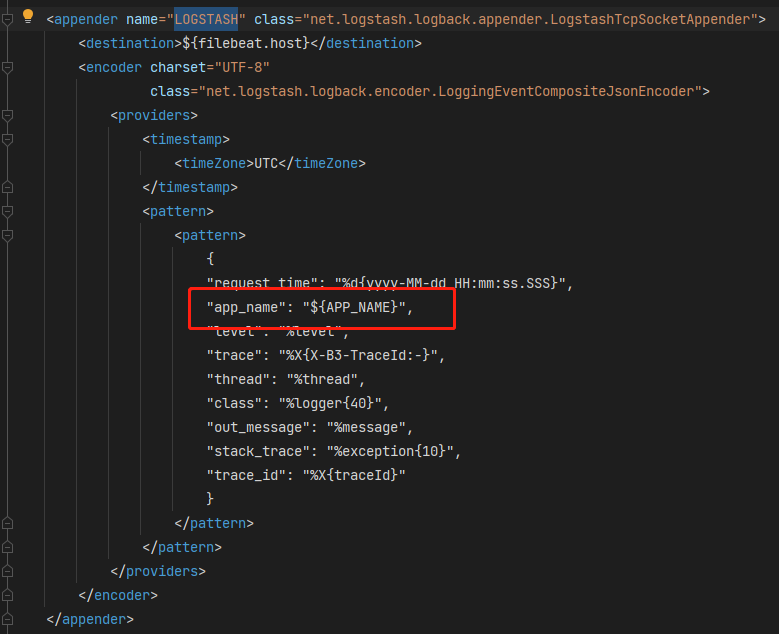 <appender name="LOGSTASH" class="net.logstash.logback.appender.LogstashTcpSocketAppender">
<destination>${filebeat.host}</destination>
<encoder charset="UTF-8"
class="net.logstash.logback.encoder.LoggingEventCompositeJsonEncoder">
<providers>
<timestamp>
<timeZone>UTC</timeZone>
</timestamp>
<pattern>
<pattern>
{
"request_time": "%d{yyyy-MM-dd HH:mm:ss.SSS}",
"app_name": "${APP_NAME}",
"level": "%level",
"trace": "%X{X-B3-TraceId:-}",
"thread": "%thread",
"class": "%logger{40}",
"out_message": "%message",
"stack_trace": "%exception{10}",
"trace_id": "%X{traceId}"
}
</pattern>
</pattern>
</providers>
</encoder>
</appender>